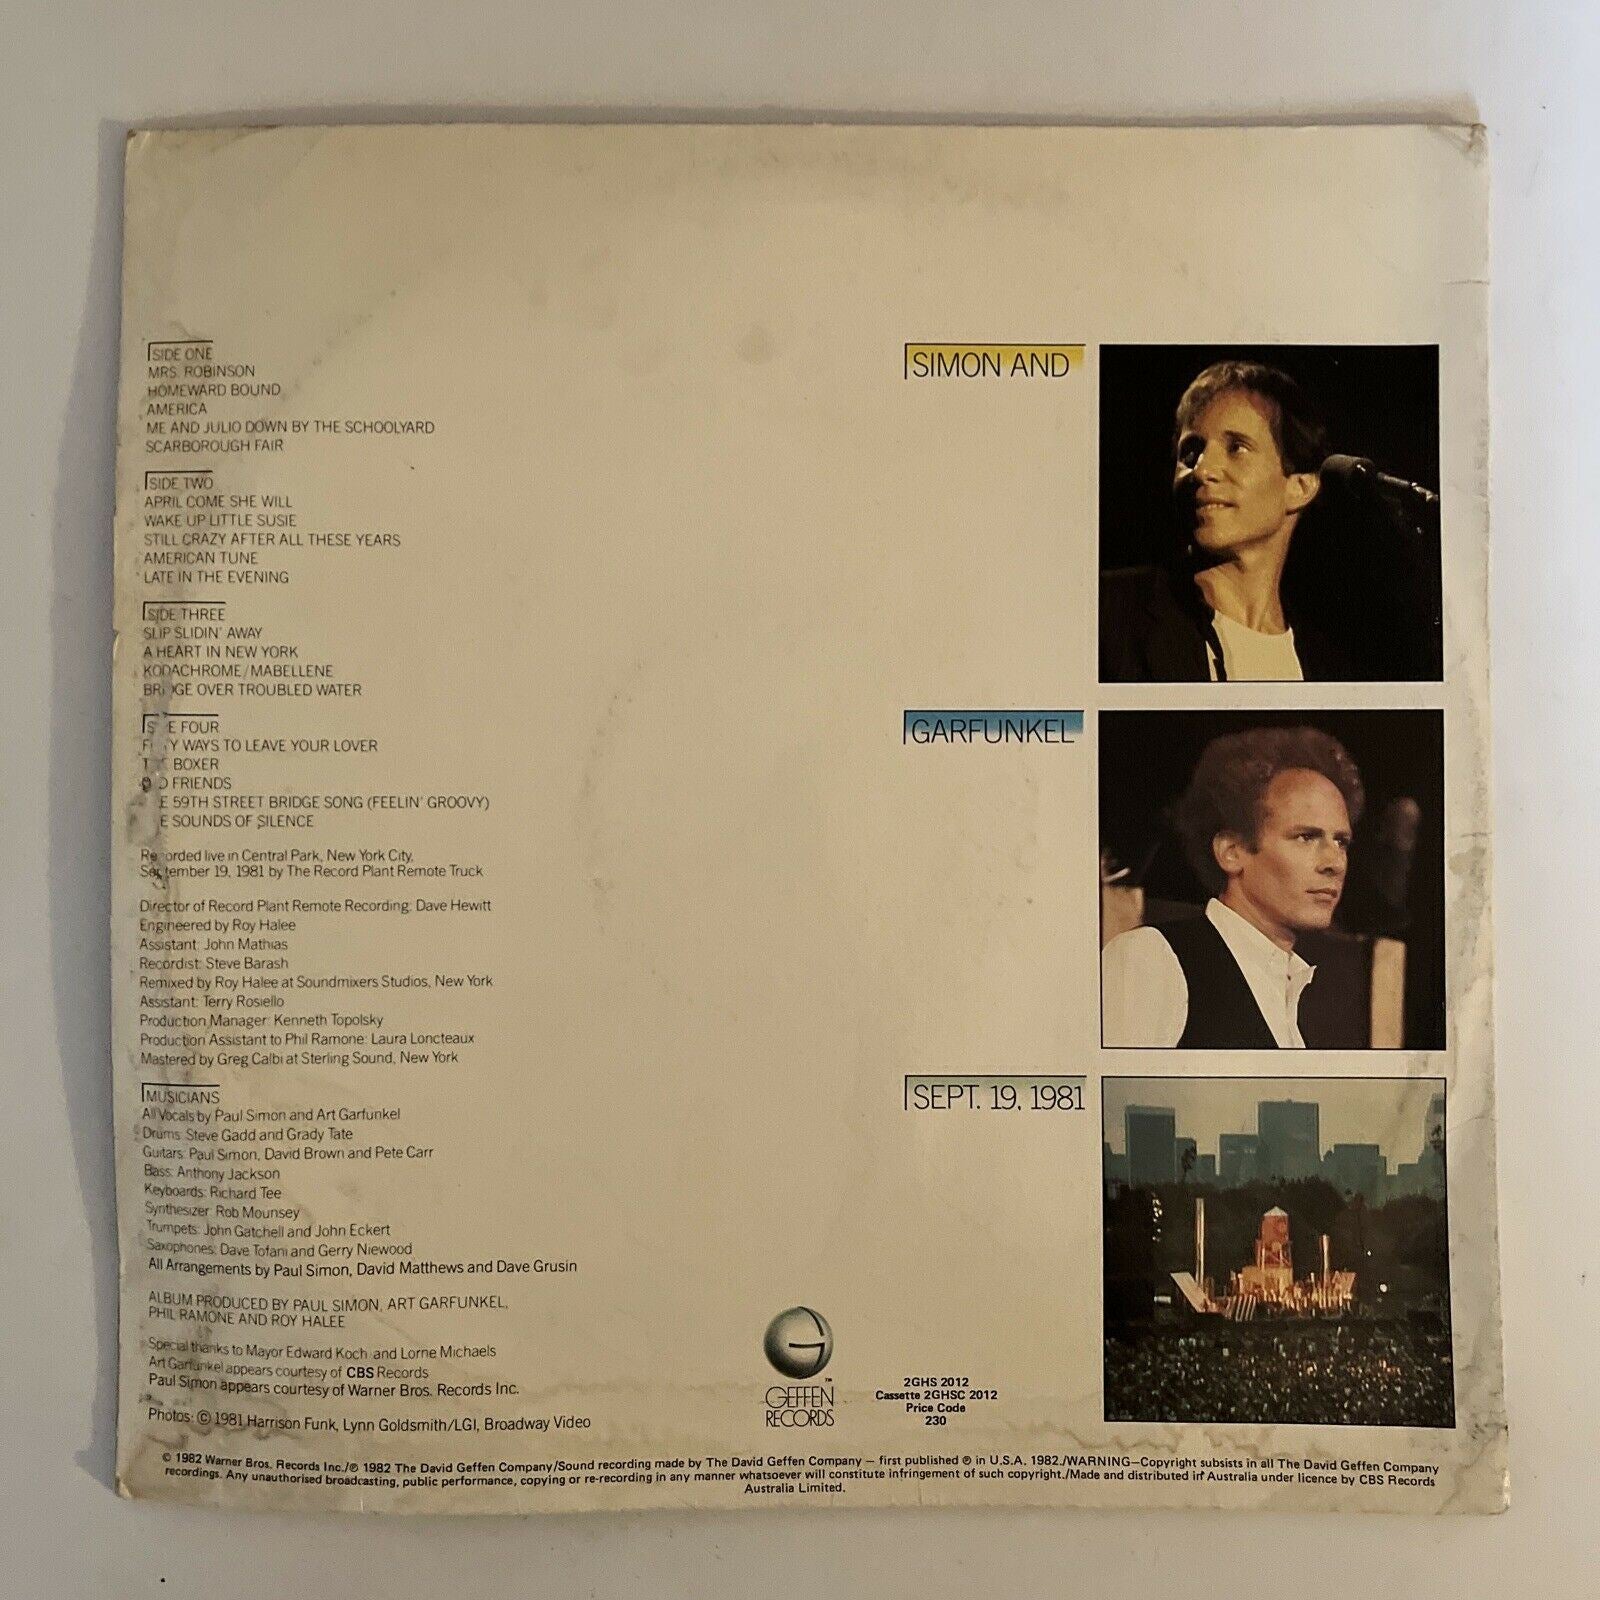 SIDE ONE
MRS. ROBINSON
HOMEWARD BOUND
AMERICA
ME AND JULIO DOWN BY THE SCHOOLYARD
SCARBOROUGH FAIR
SIDE TWO
APRIL COME SHE WILL
WAKE UP LITTLE SUSIE
STILL CRAZY AFTER ALL THESE YEARS
AMERICAN TUNE
LATE IN THE EVENING
SIDE THREE
SLIP SLIDIN' AWAY
A HEART IN NEW YORK
KODACHROME/MABELLENE
BRIDGE OVER TROUBLED WATER
SIDE FOUR
WAYS TO LEAVE YOUR LOVER
BOXER
FRIENDS
59TH STREET BRIDGE SONG (FEELIN' GROOVY)
SOUNDS OF SILENCE
Recorded live in Central Park, New York City,
September 19, 1981 by The Record Plant Remote Truck
Director of Record Plant Remote Recording: Dave Hewitt
Engineered by Roy Halee
Assistant: John Mathias
Recordist: Steve Barash
Remixed by Roy Halee at Soundmixers Studios, New York
Assistant: Terry Rosiello
Production Manager: Kenneth Topolsky
Production Assistant to Phil Ramone: Laura Loncteaux
Mastered by Greg Calbi at Sterling Sound, New York
MUSICIANS
All Vocals by Paul Simon and Art Garfunkel
Drums: Steve Gadd and Grady Tate
Guitars: Paul Simon, David Brown and Pete Carr
Bass: Anthony Jackson
Keyboards: Richard Tee
Synthesizer: Rob Mounsey
Trumpets: John Gatchell and John Eckert
Saxophones: Dave Tofani and Gerry Niewood
All Arrangements by Paul Simon, David Matthews and Dave Grusin
ALBUM PRODUCED BY PAUL SIMON, ART GARFUNKEL,
PHIL RAMONE AND ROY HALEE
Special thanks to Mayor Edward Koch and Lorne Michaels
Art Garfunkel appears courtesy of CBS Records
Paul Simon appears courtesy of Warner Bros. Records Inc.
Photos: © 1981 Harrison Funk, Lynn Goldsmith/LGI, Broadway Video
SIMON AND
GARFUNKEL
SEPT. 19, 1981
G
GEFFEN™
RECORDS
2GHS 2012
Cassette 2GHSC 2012
Price Code
230
© 1982 Warner Bros. Records Inc./℗ 1982 The David Geffen Company/Sound recording made by The David Geffen Company — first published ℗ in U.S.A. 1982./WARNING—Copyright subsists in all The David Geffen Company
recordings. Any unauthorised broadcasting, public performance, copying or re-recording in any manner whatsoever will constitute infringement of such copyright./Made and distributed in Australia under licence by CBS Records
Australia Limited.